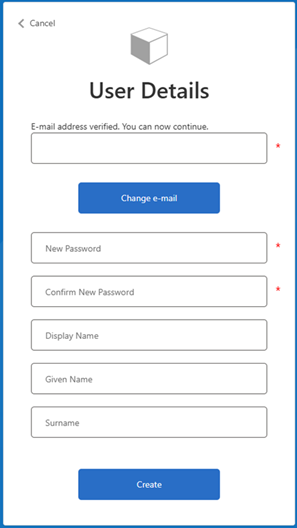 Cancel
User Details
E-mail address verified. You can now continue.
*
Change e-mail
New Password
*
Confirm New Password
*
Display Name
Given Name
Surname
Create